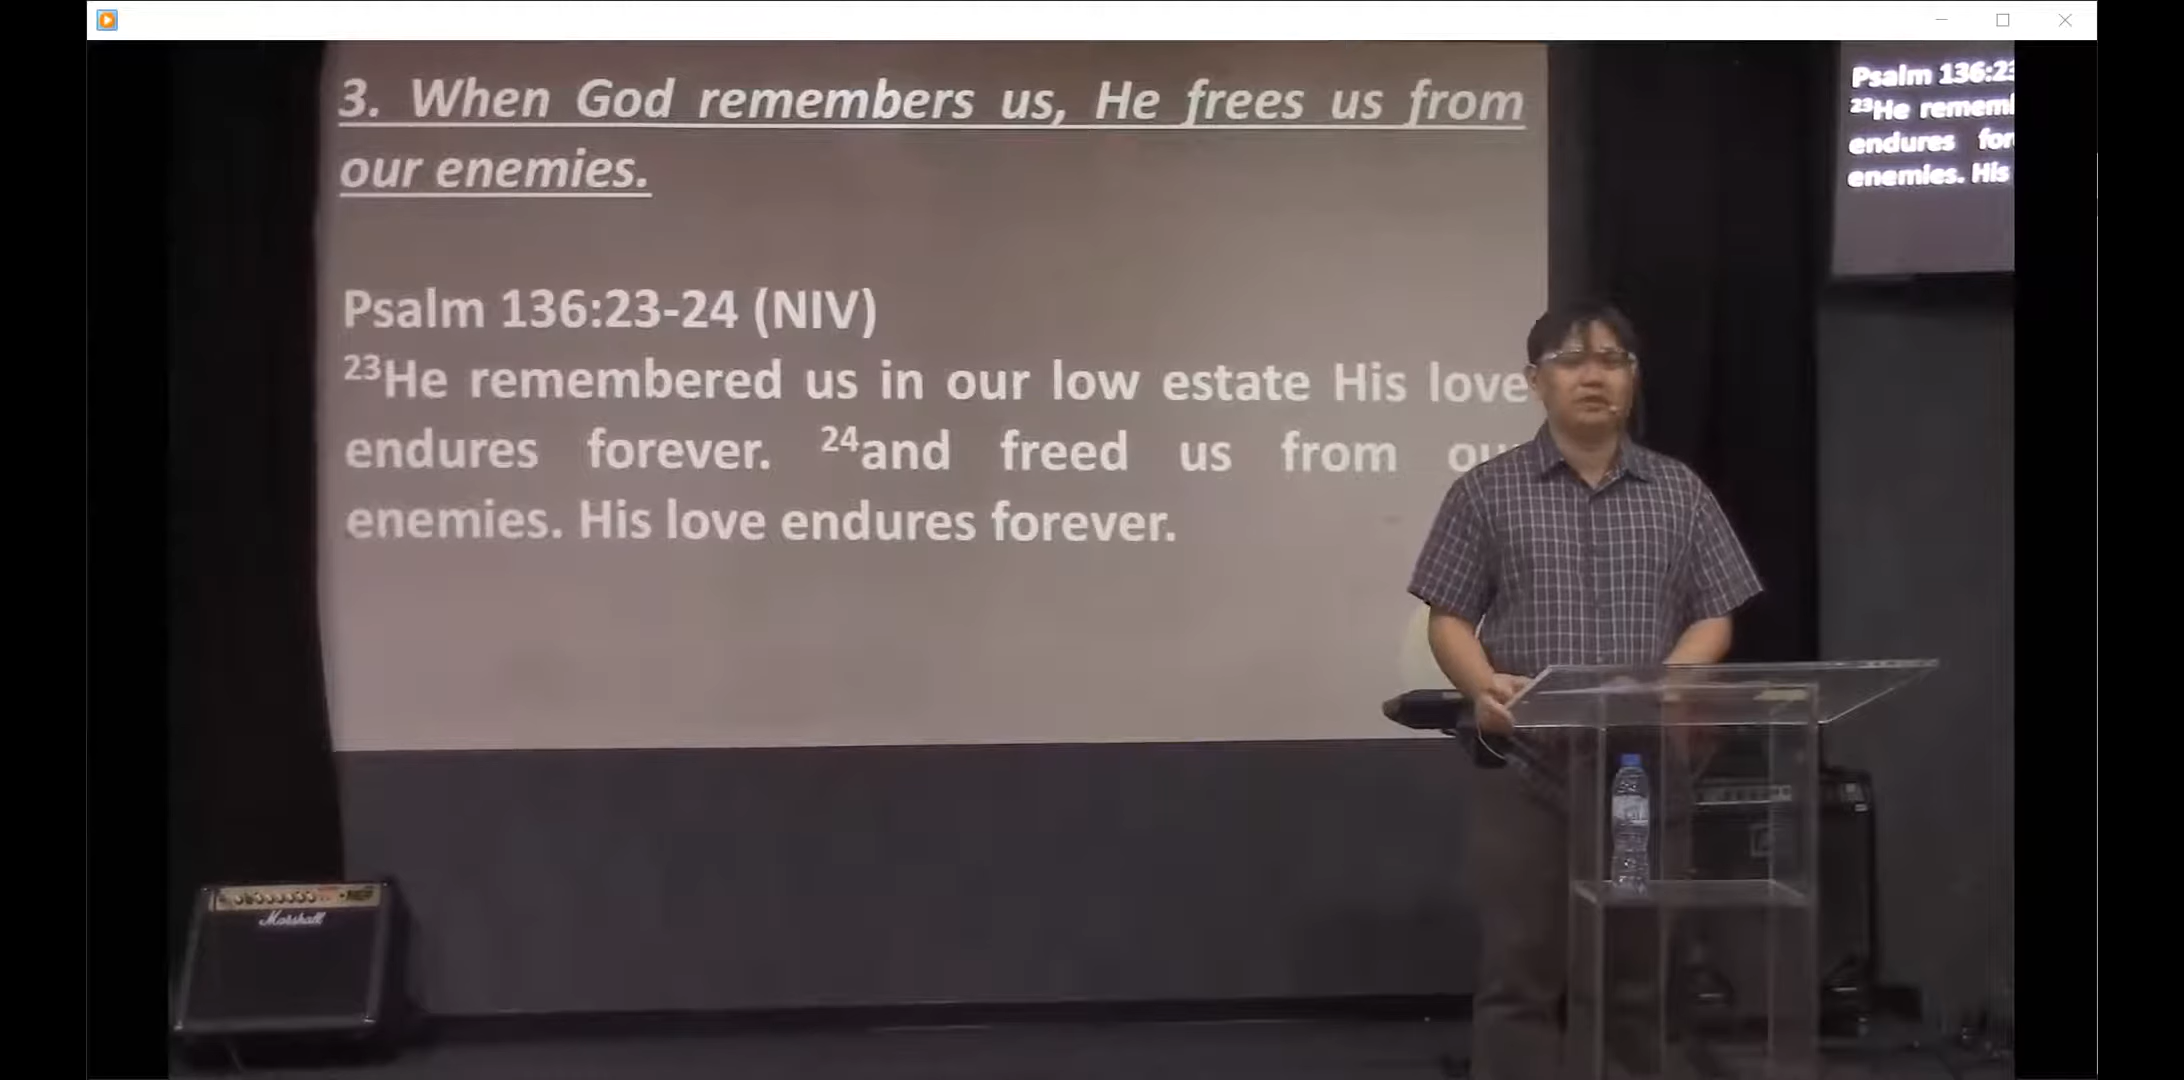 3. When God remembers us, He frees us from
our enemies.
Psalm 136:23-24 (NIV)
23He remembered us in our low estate His love
endures forever. 24and freed us from
enemies. His love endures forever.
Psalm 136:23
23He
endures
enemies. His
Marshall